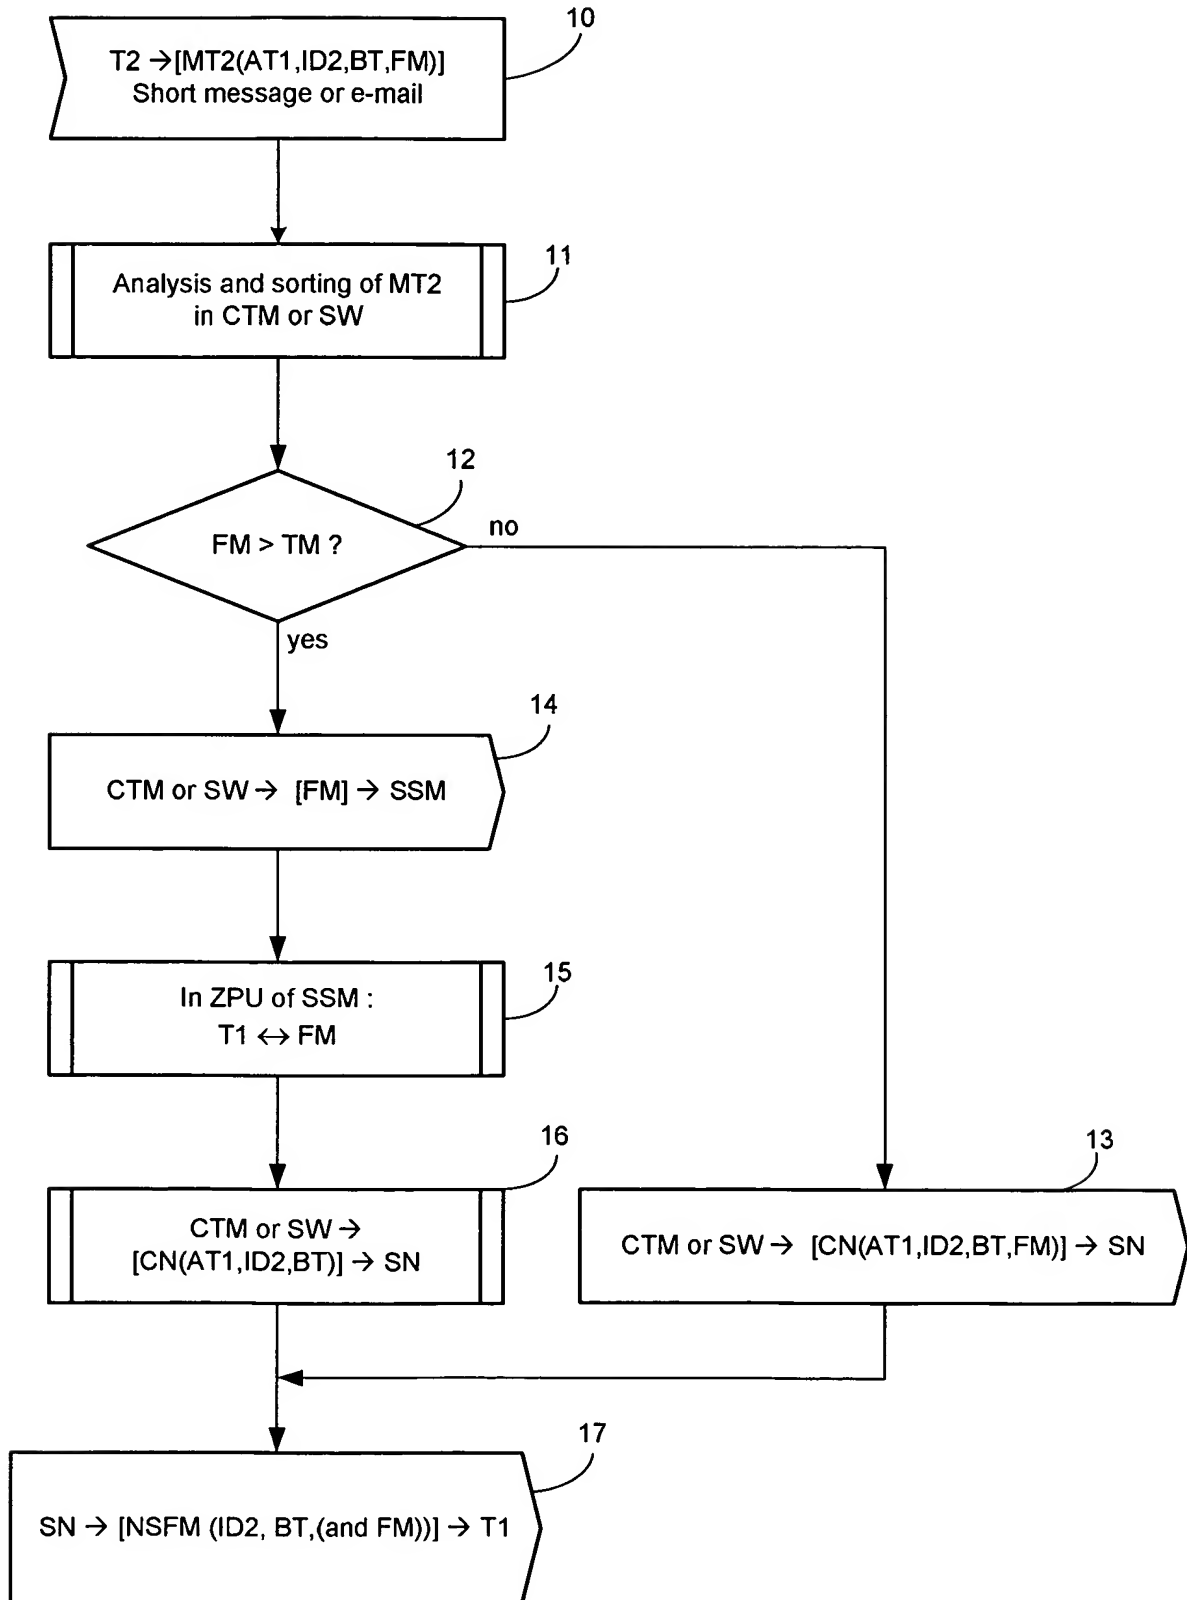 10
T2 →[MT2(AT1,ID2,BT,FM)]
Short message or e-mail
11
Analysis and sorting of MT2
in CTM or SW
12
FM > TM ?
no
yes
14
CTM or SW → [FM] → SSM
15
In ZPU of SSM :
T1 ↔ FM
16
CTM or SW →
[CN(AT1,ID2,BT)] → SN
13
CTM or SW → [CN(AT1,ID2,BT,FM)] → SN
17
SN → [NSFM (ID2, BT,(and FM))] → T1